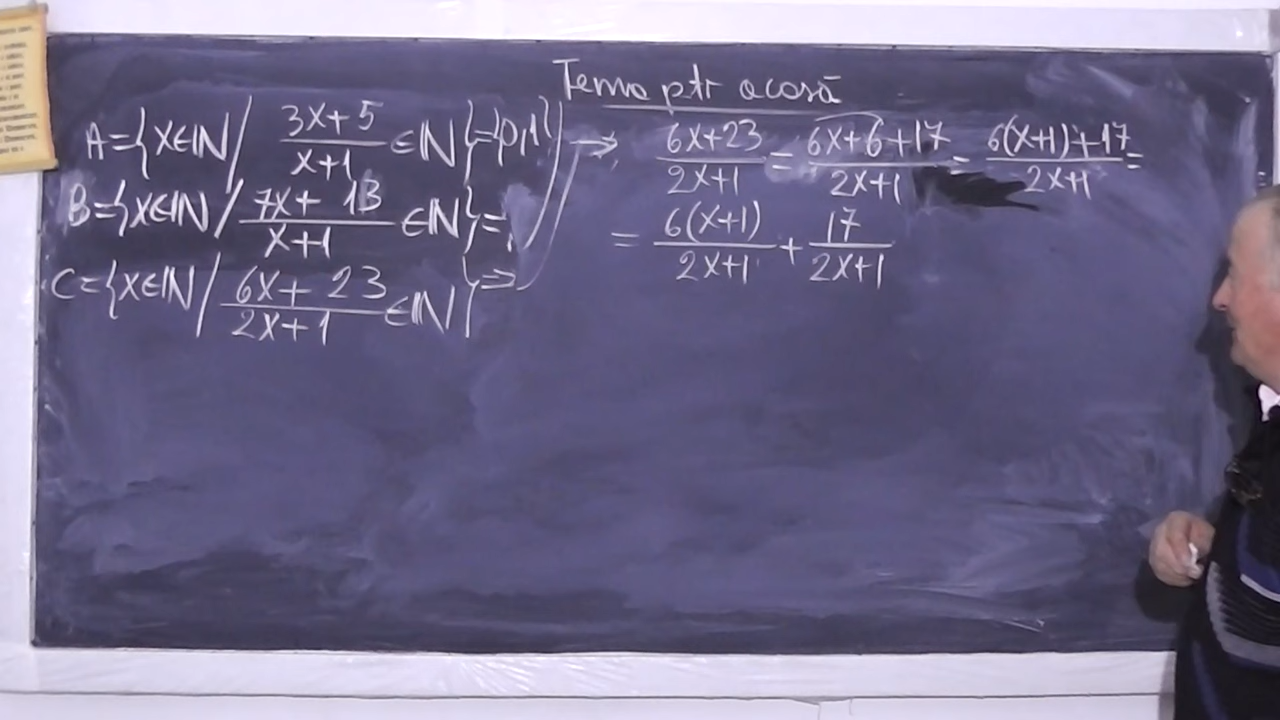 Tema ptr acasă
A={x∈ℕ/ (3x+5)/(x+1) ∈ℕ}={0,1}
B={x∈ℕ/ (7x+13)/(x+1) ∈ℕ}=
C={x∈ℕ/ (6x+23)/(2x+1) ∈ℕ}⇒
→ (6x+23)/(2x+1) = (6x+6+17)/(2x+1) = (6(x+1)+17)/(2x+1) =
= 6(x+1)/(2x+1) + 17/(2x+1)